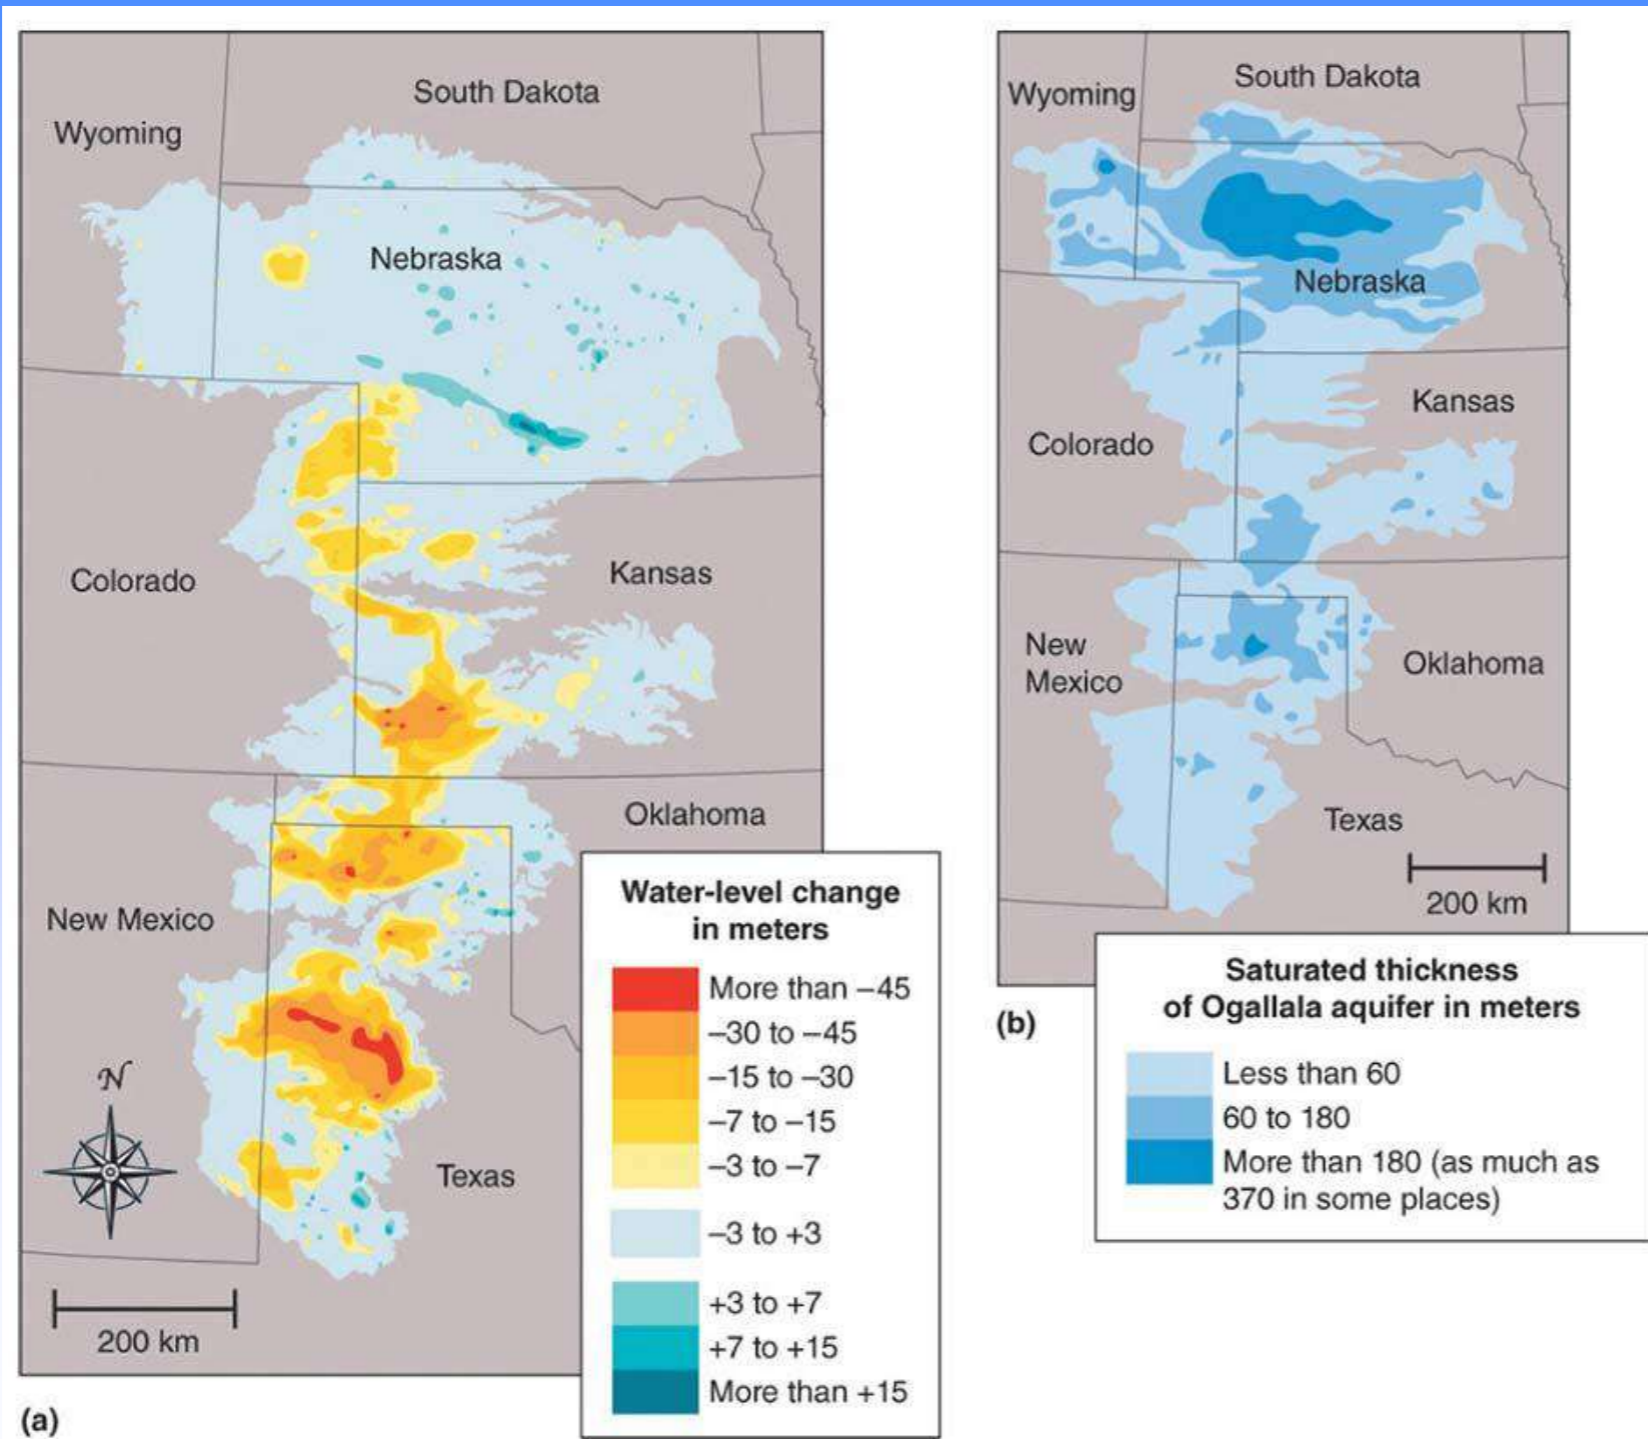 South Dakota
Wyoming
Nebraska
Colorado
Kansas
Oklahoma
New Mexico
Texas
N
200 km
Water-level change
in meters
More than –45
–30 to –45
–15 to –30
–7 to –15
–3 to –7
–3 to +3
+3 to +7
+7 to +15
More than +15
(a)
South Dakota
Wyoming
Nebraska
Kansas
Colorado
New
Mexico
Oklahoma
Texas
200 km
Saturated thickness
of Ogallala aquifer in meters
Less than 60
60 to 180
More than 180 (as much as
370 in some places)
(b)